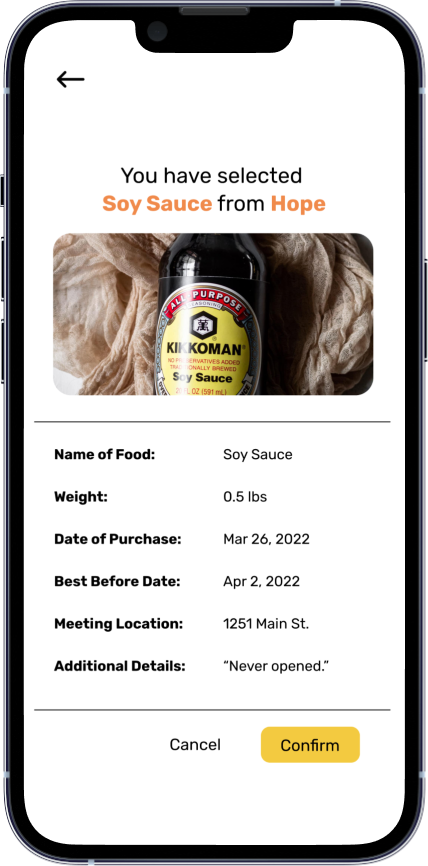 You have selected
Soy Sauce from Hope
ALL PURPOSE
SEASONING
萬
KIKKOMAN®
NO PRESERVATIVES ADDED
TRADITIONALLY BREWED
Soy Sauce
FL OZ (591 mL)
Name of Food: Soy Sauce
Weight: 0.5 lbs
Date of Purchase: Mar 26, 2022
Best Before Date: Apr 2, 2022
Meeting Location: 1251 Main St.
Additional Details: “Never opened.”
Cancel Confirm